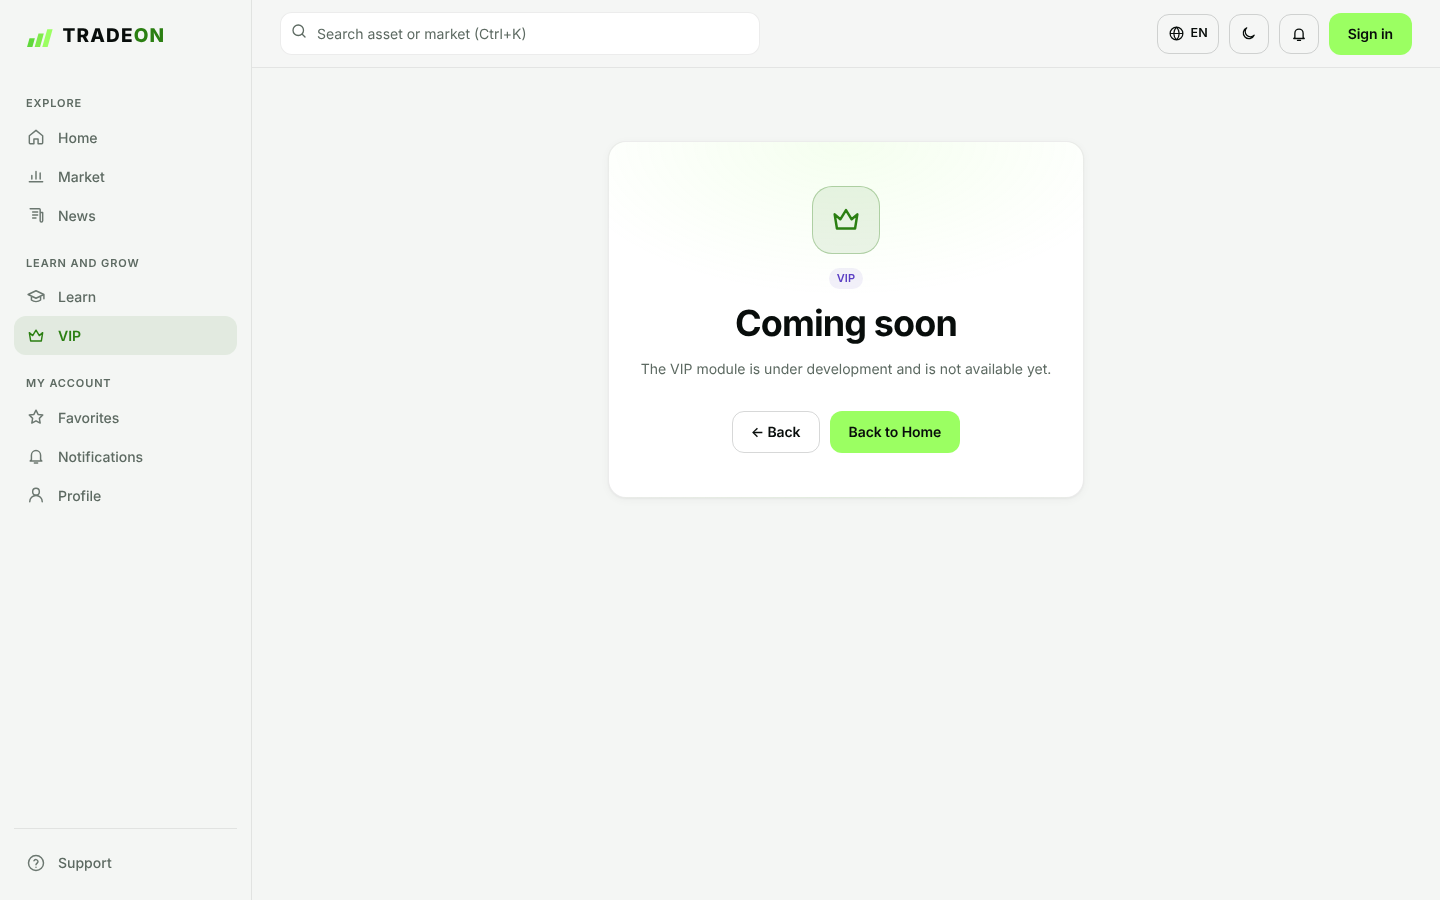 TRADEON
Search asset or market (Ctrl+K)
EN
Sign in
EXPLORE
Home
Market
News
LEARN AND GROW
Learn
VIP
MY ACCOUNT
Favorites
Notifications
Profile
Support
VIP
Coming soon
The VIP module is under development and is not available yet.
← Back
Back to Home